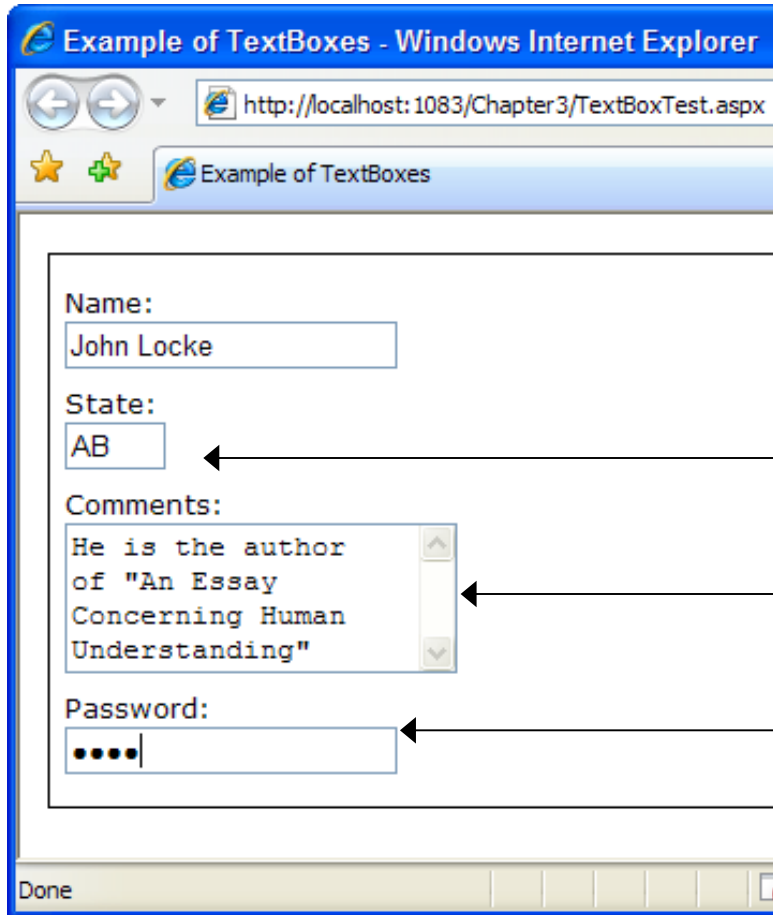 Example of TextBoxes - Windows Internet Explorer
http://localhost:1083/Chapter3/TextBoxTest.aspx
Example of TextBoxes
Name:
John Locke
State:
AB
Comments:
He is the author
of "An Essay
Concerning Human
Understanding"
Password:
••••
Done